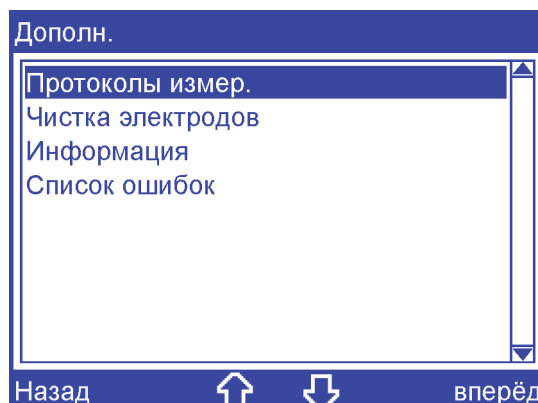 Дополн.
Протоколы измер.
Чистка электродов
Информация
Список ошибок
Назад вперёд